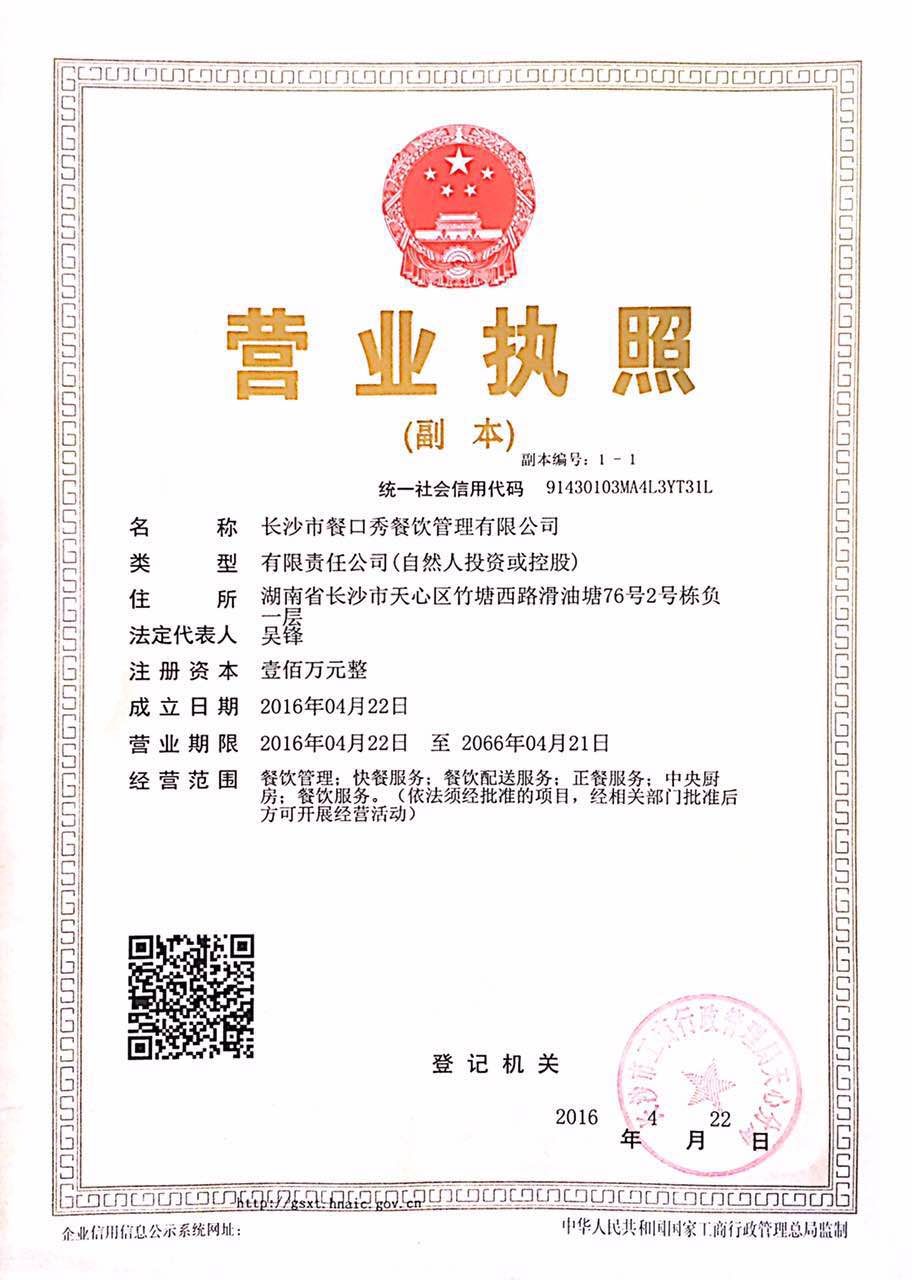 营业执照
(副 本)
副本编号：1－1
统一社会信用代码 91430103MA4L3YT31L
名称 长沙市餐口秀餐饮管理有限公司
类型 有限责任公司(自然人投资或控股)
住所 湖南省长沙市天心区竹塘西路滑油塘76号2号栋负
一层
法定代表人 吴锋
注册资本 壹佰万元整
成立日期 2016年04月22日
营业期限 2016年04月22日 至 2066年04月21日
经营范围 餐饮管理；快餐服务；餐饮配送服务；正餐服务；中央厨
房；餐饮服务。（依法须经批准的项目，经相关部门批准后
方可开展经营活动）
长沙市工商行政管理局天心分局
登记机关
2016年4月22日
http://gsxt.hnaic.gov.cn
企业信用信息公示系统网址：
中华人民共和国国家工商行政管理总局监制